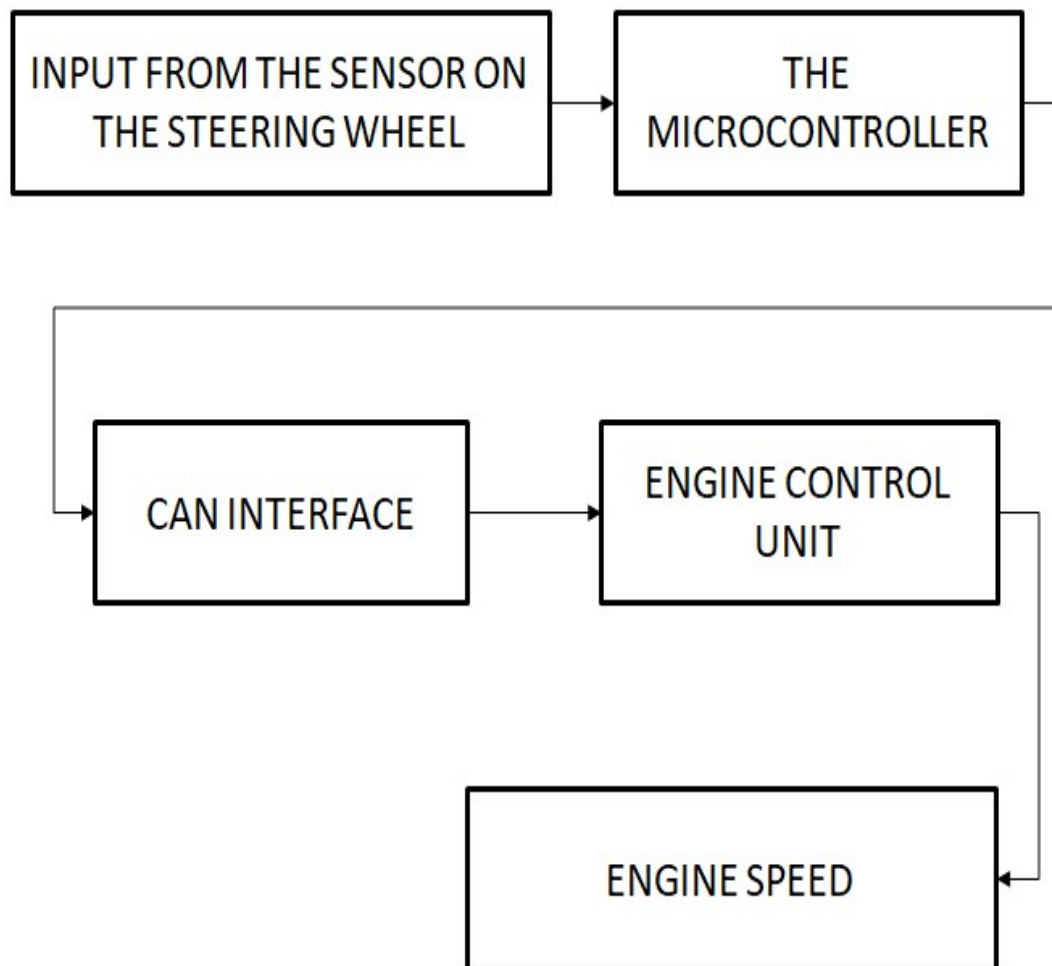 INPUT FROM THE SENSOR ON
THE STEERING WHEEL
THE
MICROCONTROLLER
CAN INTERFACE
ENGINE CONTROL
UNIT
ENGINE SPEED